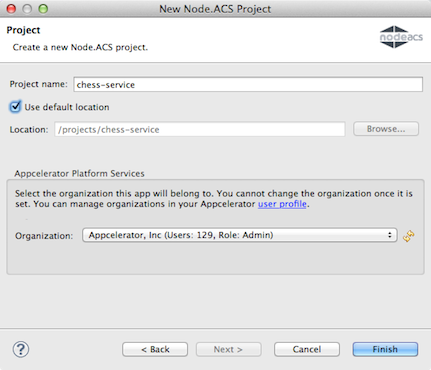 New Node.ACS Project
Project
Create a new Node.ACS project.
nodeacs
Project name: chess-service
Use default location
Location: /projects/chess-service Browse...
Appcelerator Platform Services
Select the organization this app will belong to. You cannot change the organization once it is
set. You can manage organizations in your Appcelerator user profile.
Organization: Appcelerator, Inc (Users: 129, Role: Admin)
? < Back Next > Cancel Finish